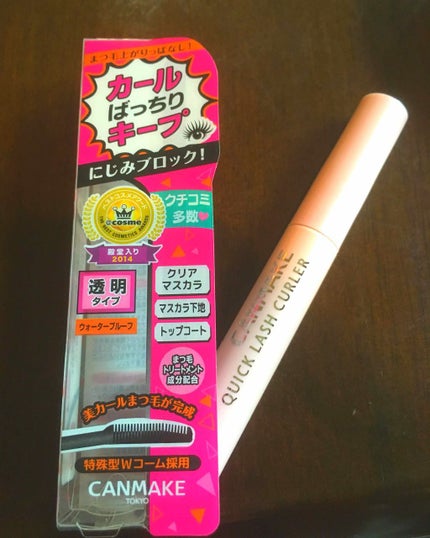 まつ毛上がりっぱなし!
カール
ばっちり
キープ
にじみブロック!
@cosme
殿堂入り
2014
クチコミ
多数
透明
タイプ
ウォータープルーフ
クリア
マスカラ
マスカラ下地
トップコート
まつ毛
トリートメント
成分配合
美カールまつ毛が完成
特殊型Wコーム採用
CANMAKE
TOKYO
CANMAKE
QUICK LASH CURLER